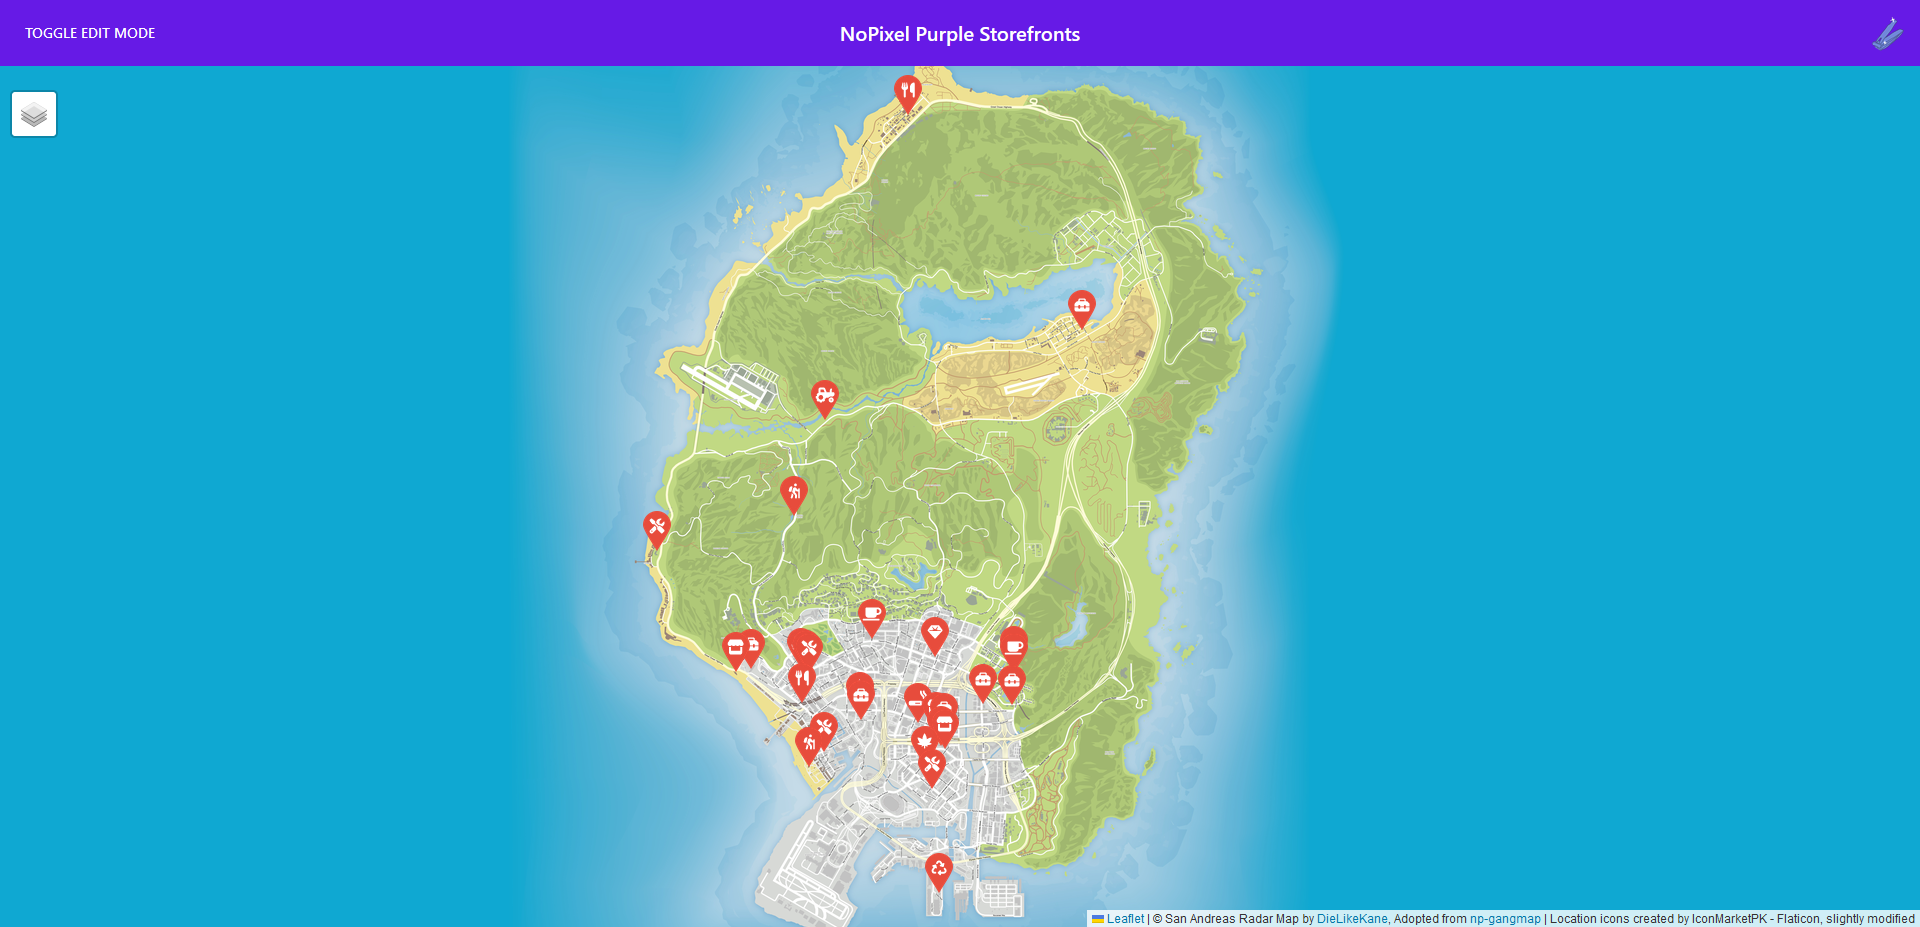 TOGGLE EDIT MODE
NoPixel Purple Storefronts
Leaflet | © San Andreas Radar Map by DieLikeKane, Adopted from np-gangmap | Location icons created by IconMarketPK - Flaticon, slightly modified